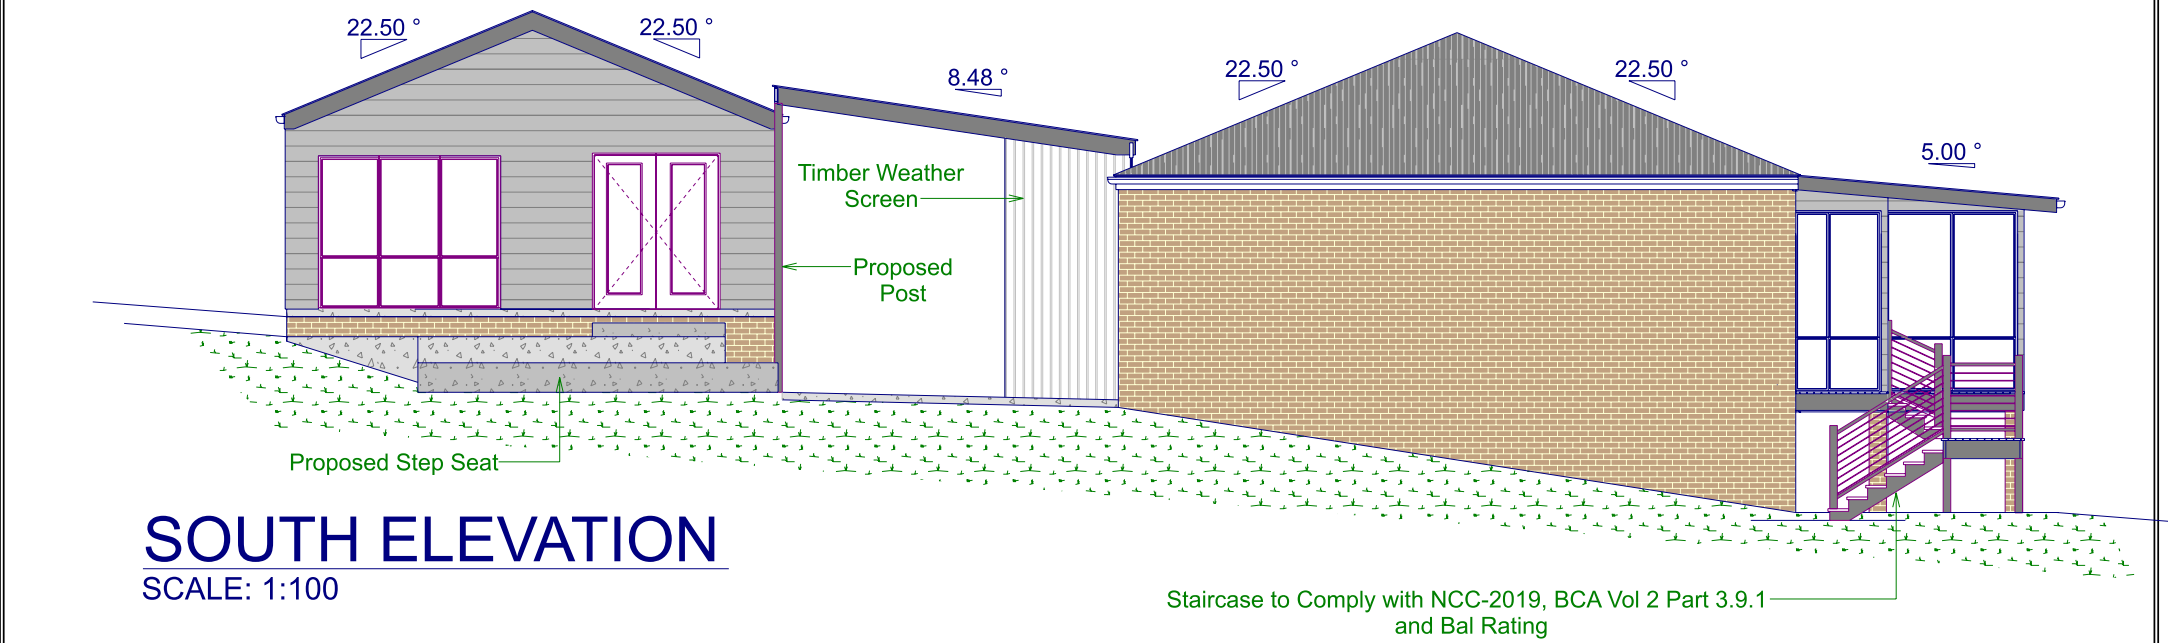 22.50 °
22.50 °
8.48 °
22.50 °
22.50 °
5.00 °
Timber Weather
Screen
Proposed
Post
Proposed Step Seat
SOUTH ELEVATION
SCALE: 1:100
Staircase to Comply with NCC-2019, BCA Vol 2 Part 3.9.1
and Bal Rating